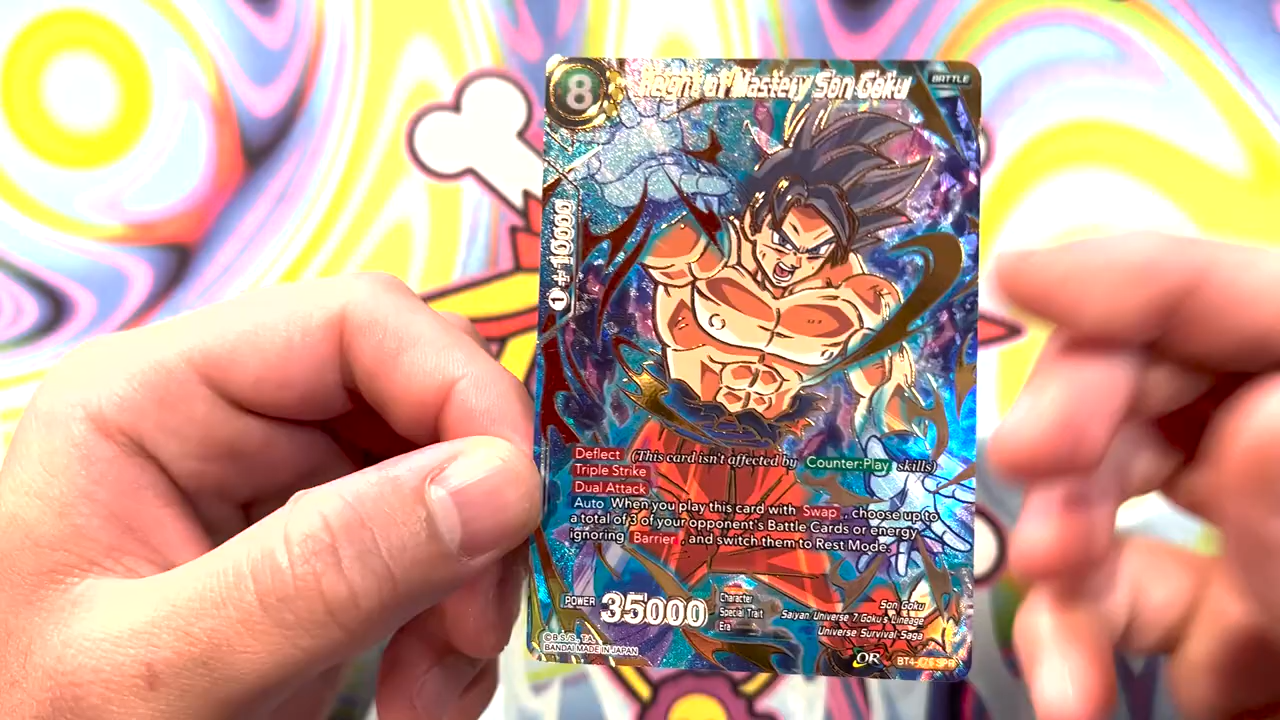 8
Height of Mastery Son Goku
BATTLE
1 +10000
Deflect (This card isn't affected by Counter:Play skills)
Triple Strike
Dual Attack
Auto When you play this card with Swap, choose up to
a total of 3 of your opponent's Battle Cards or energy
ignoring Barrier, and switch them to Rest Mode.
POWER 35000
Character Son Goku
Special Trait Saiyan/Universe 7/Goku's Lineage
Era Universe Survival Saga
©B S./S., T.A.
BANDAI MADE IN JAPAN
QR